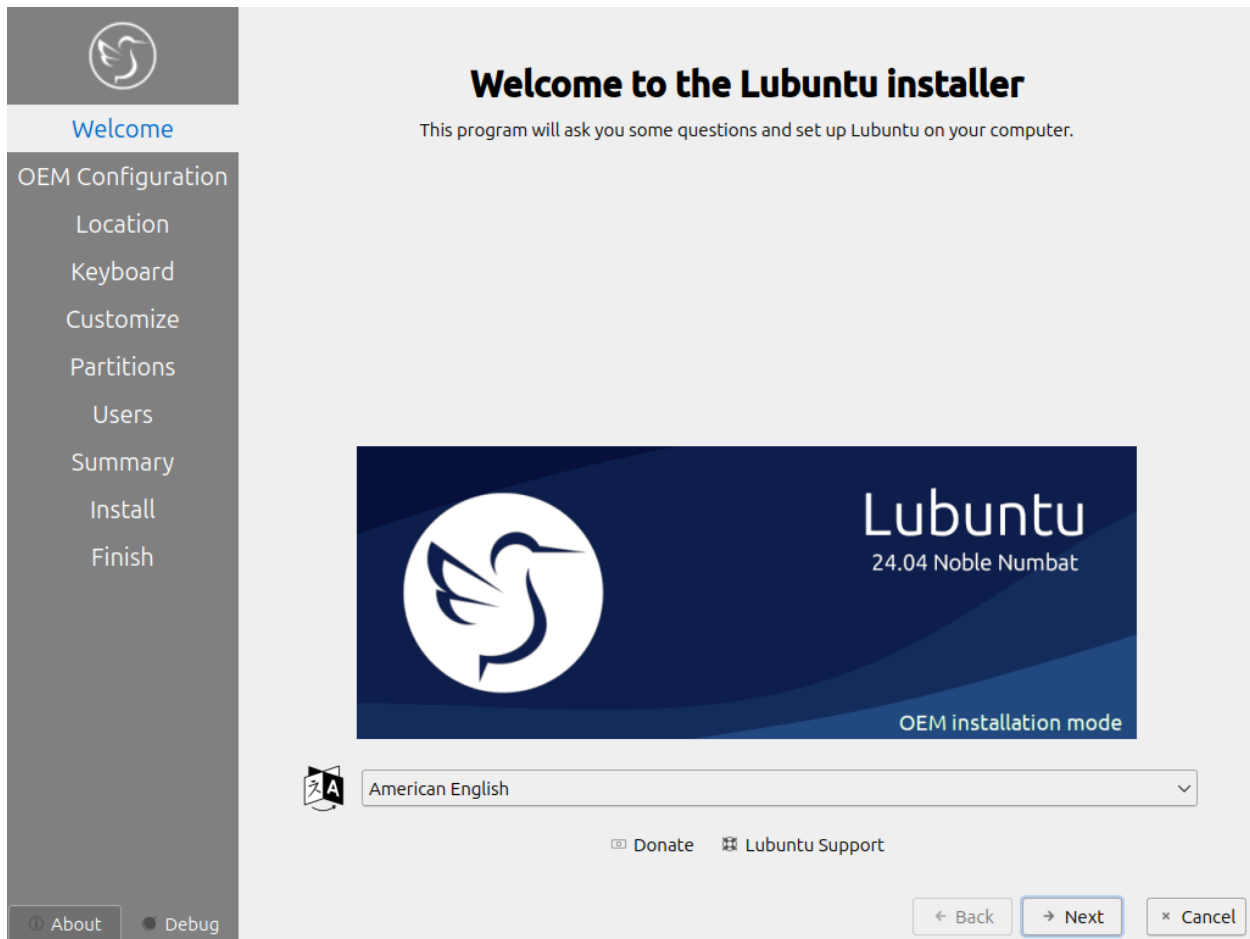 Welcome
OEM Configuration
Location
Keyboard
Customize
Partitions
Users
Summary
Install
Finish
About
Debug
Welcome to the Lubuntu installer
This program will ask you some questions and set up Lubuntu on your computer.
Lubuntu
24.04 Noble Numbat
OEM installation mode
American English
Donate
Lubuntu Support
Back
Next
Cancel